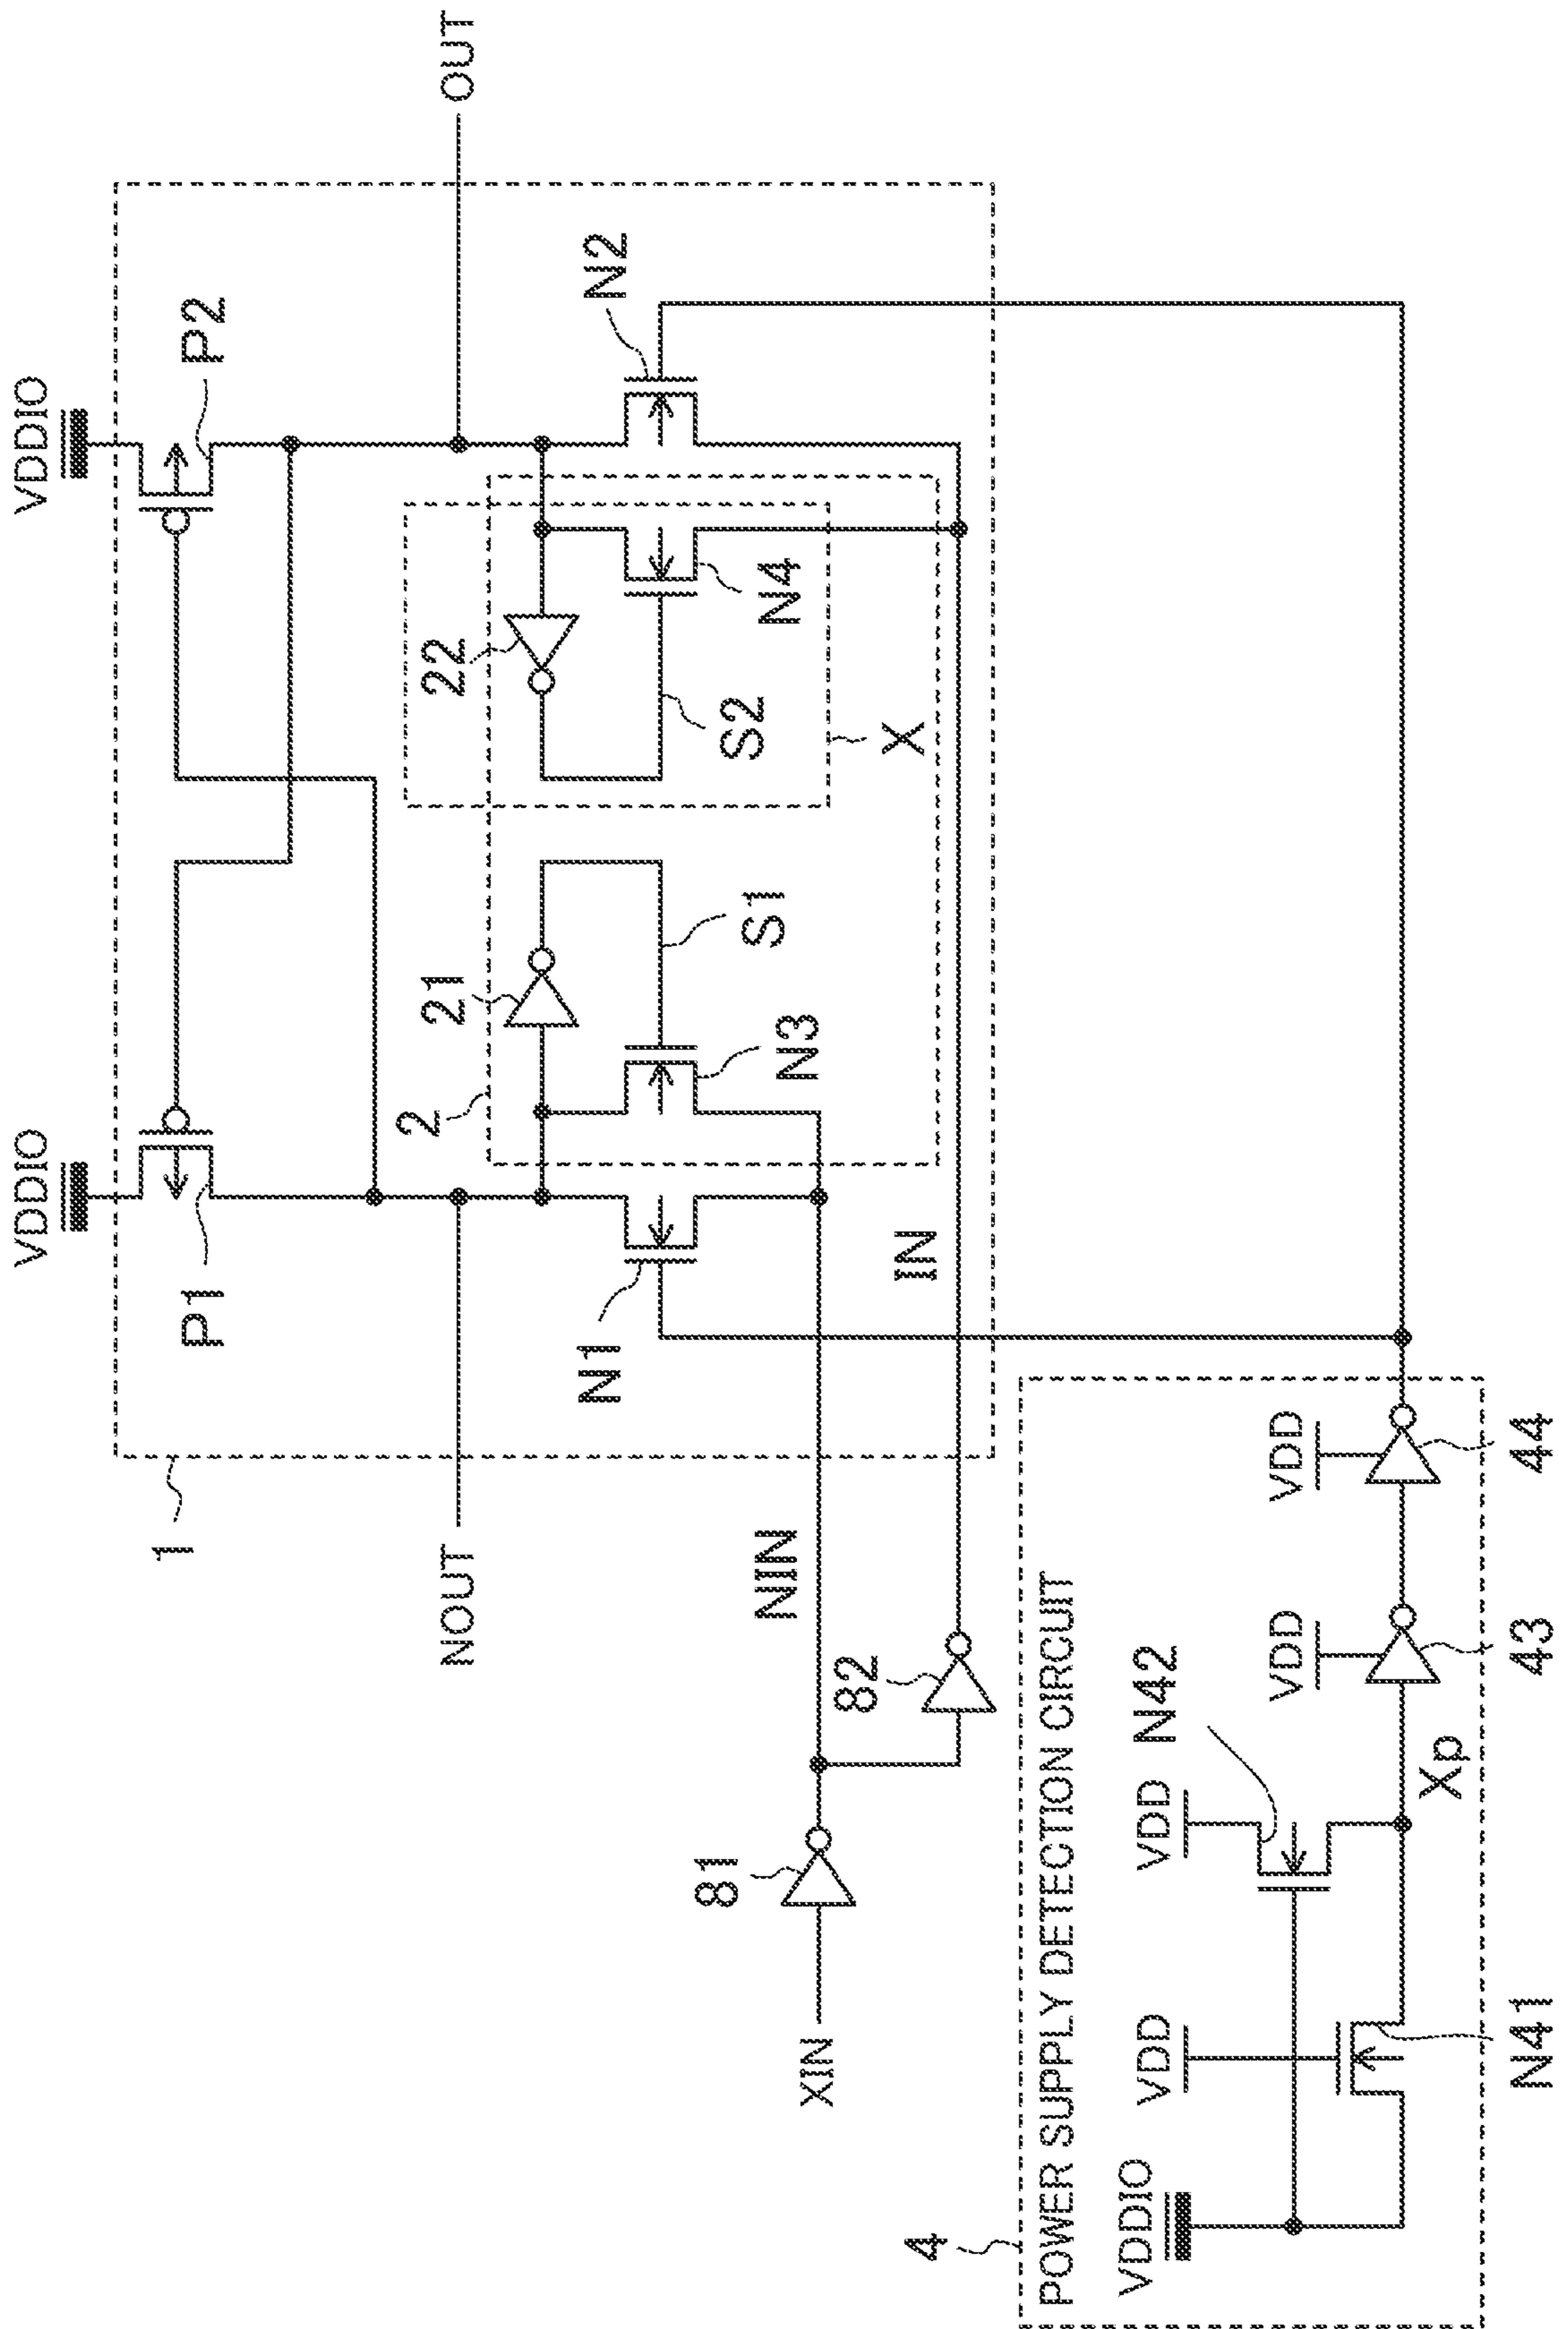 VDDIO
VDDIO
P1
P2
OUT
1
NOUT
2
21
22
N1
N2
S1
S2
N3
N4
X
NIN
IN
81
82
XIN
4
POWER SUPPLY DETECTION CIRCUIT
VDDIO
VDD
VDD
N42
VDD
VDD
Xp
N41
43
44